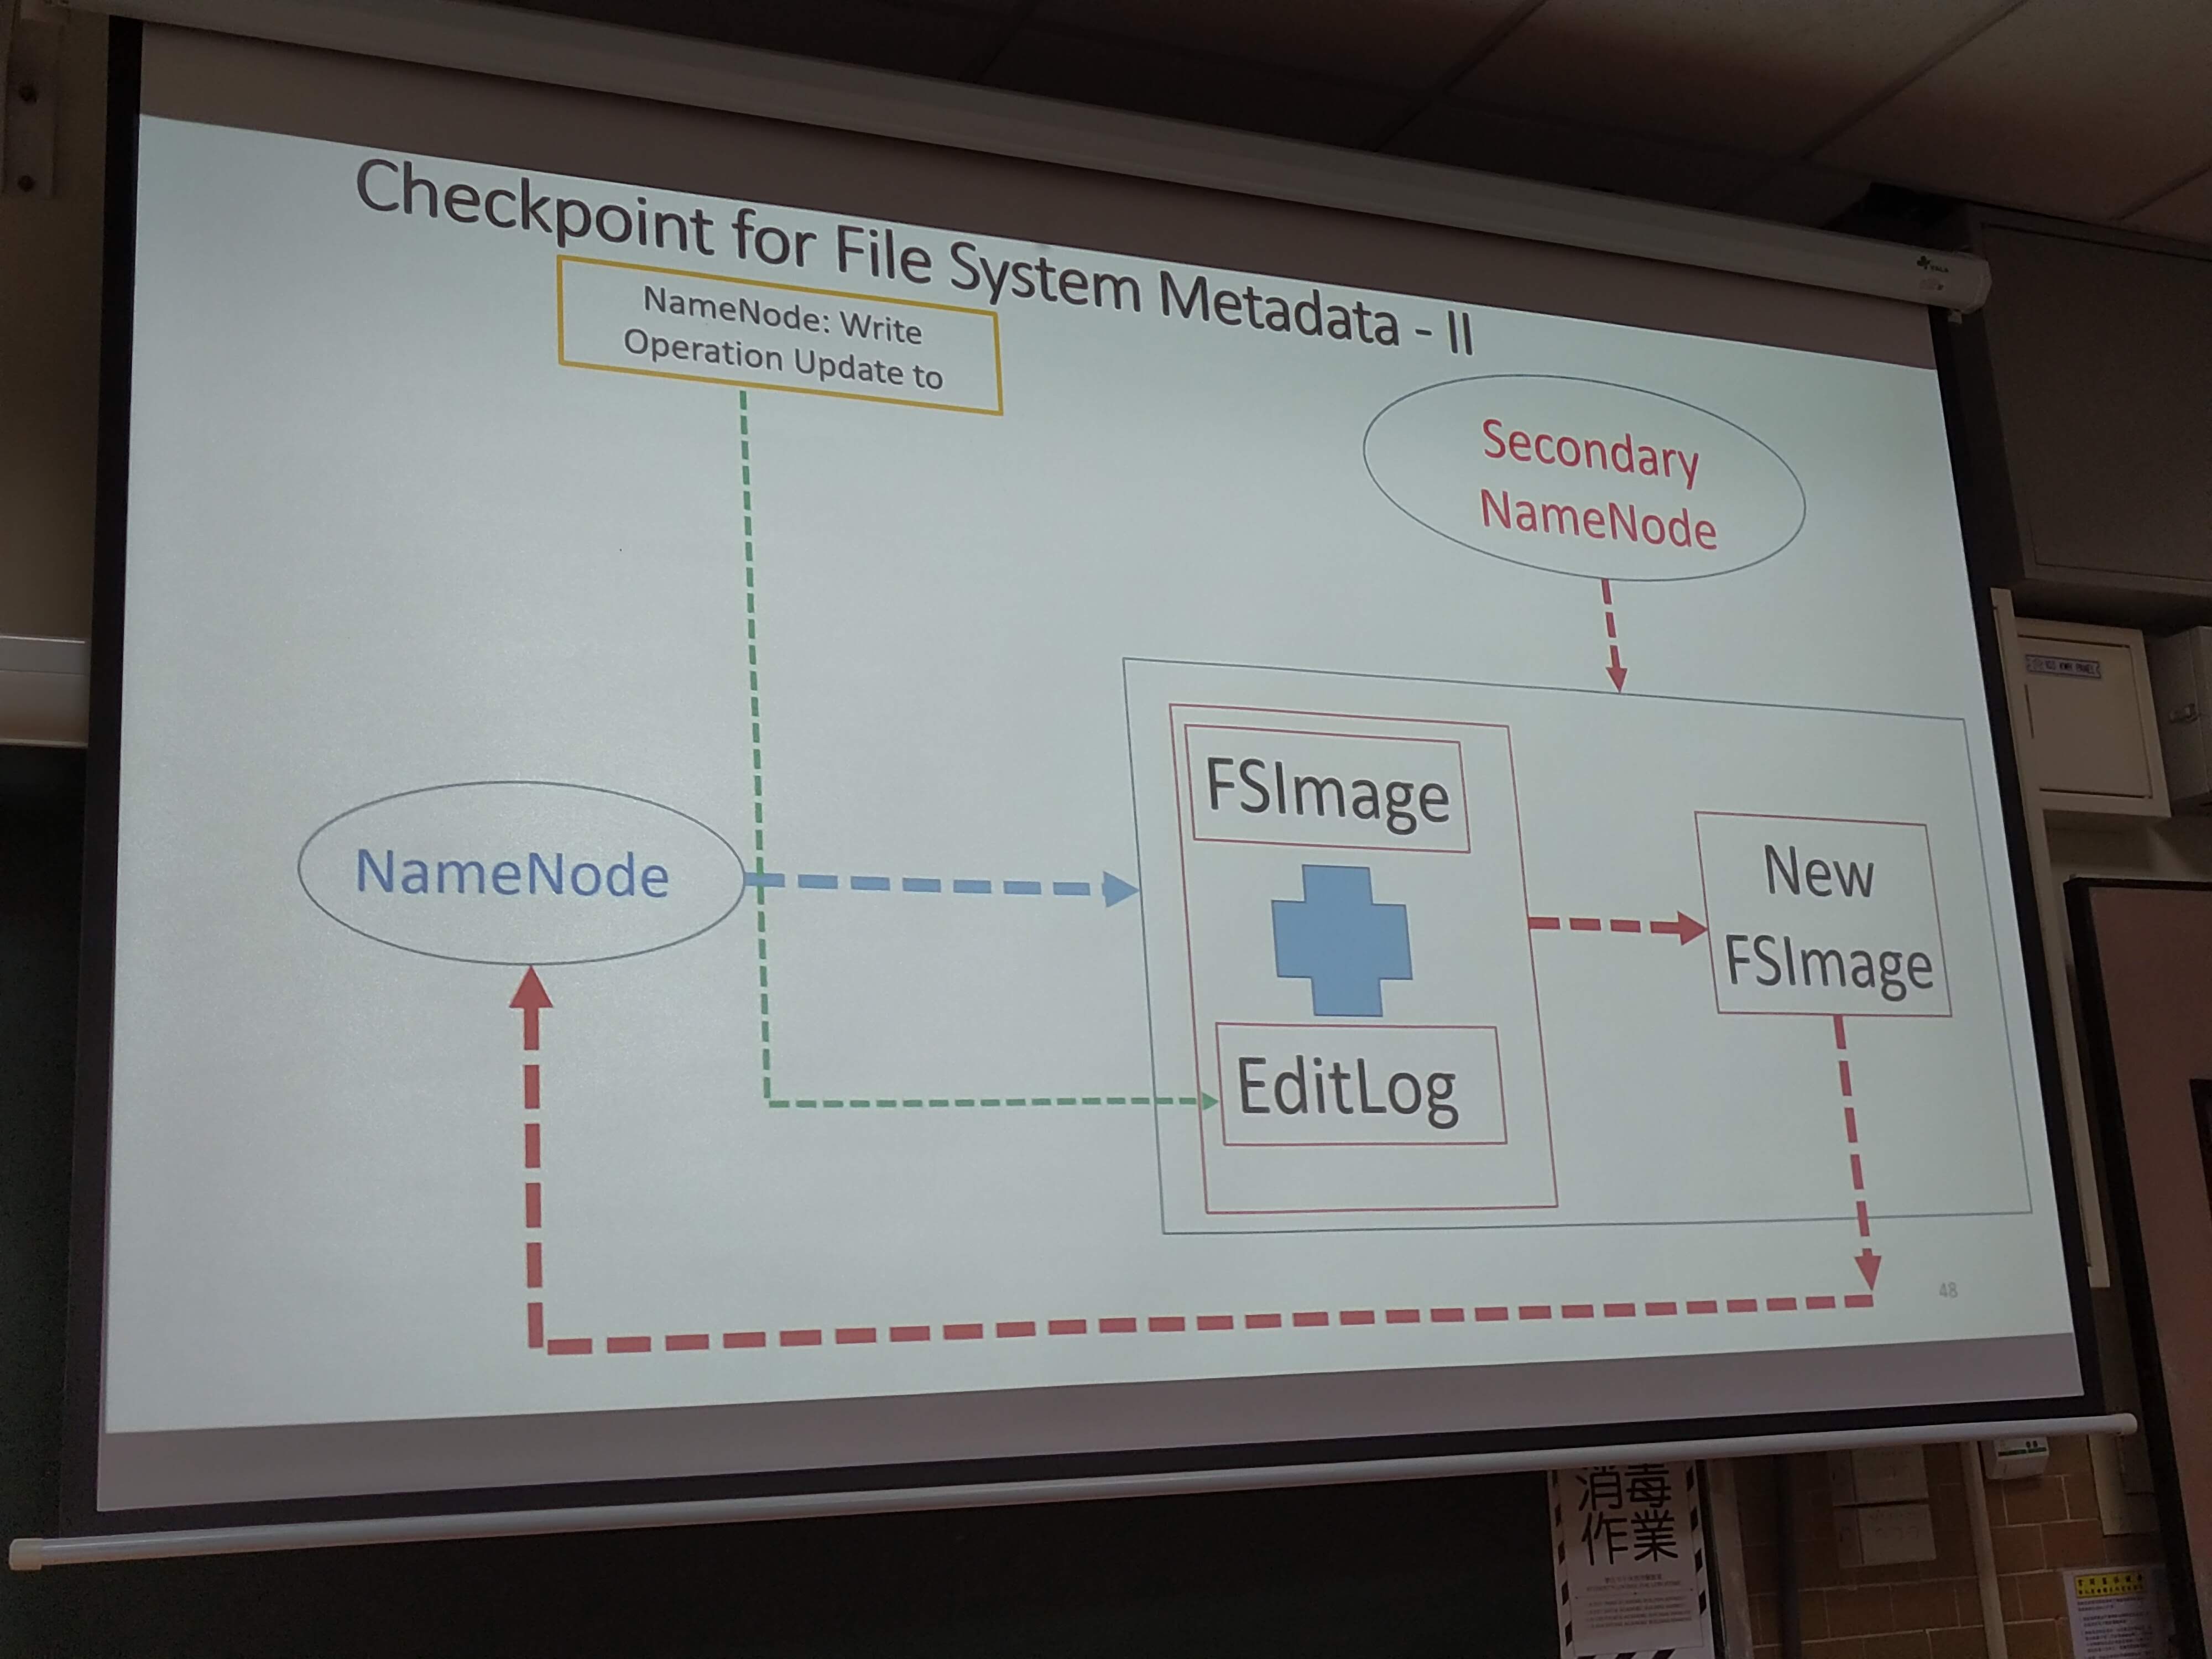 Checkpoint for File System Metadata - II
NameNode: Write
Operation Update to
Secondary
NameNode
NameNode
FSImage
EditLog
New
FSImage
48
消毒
作業